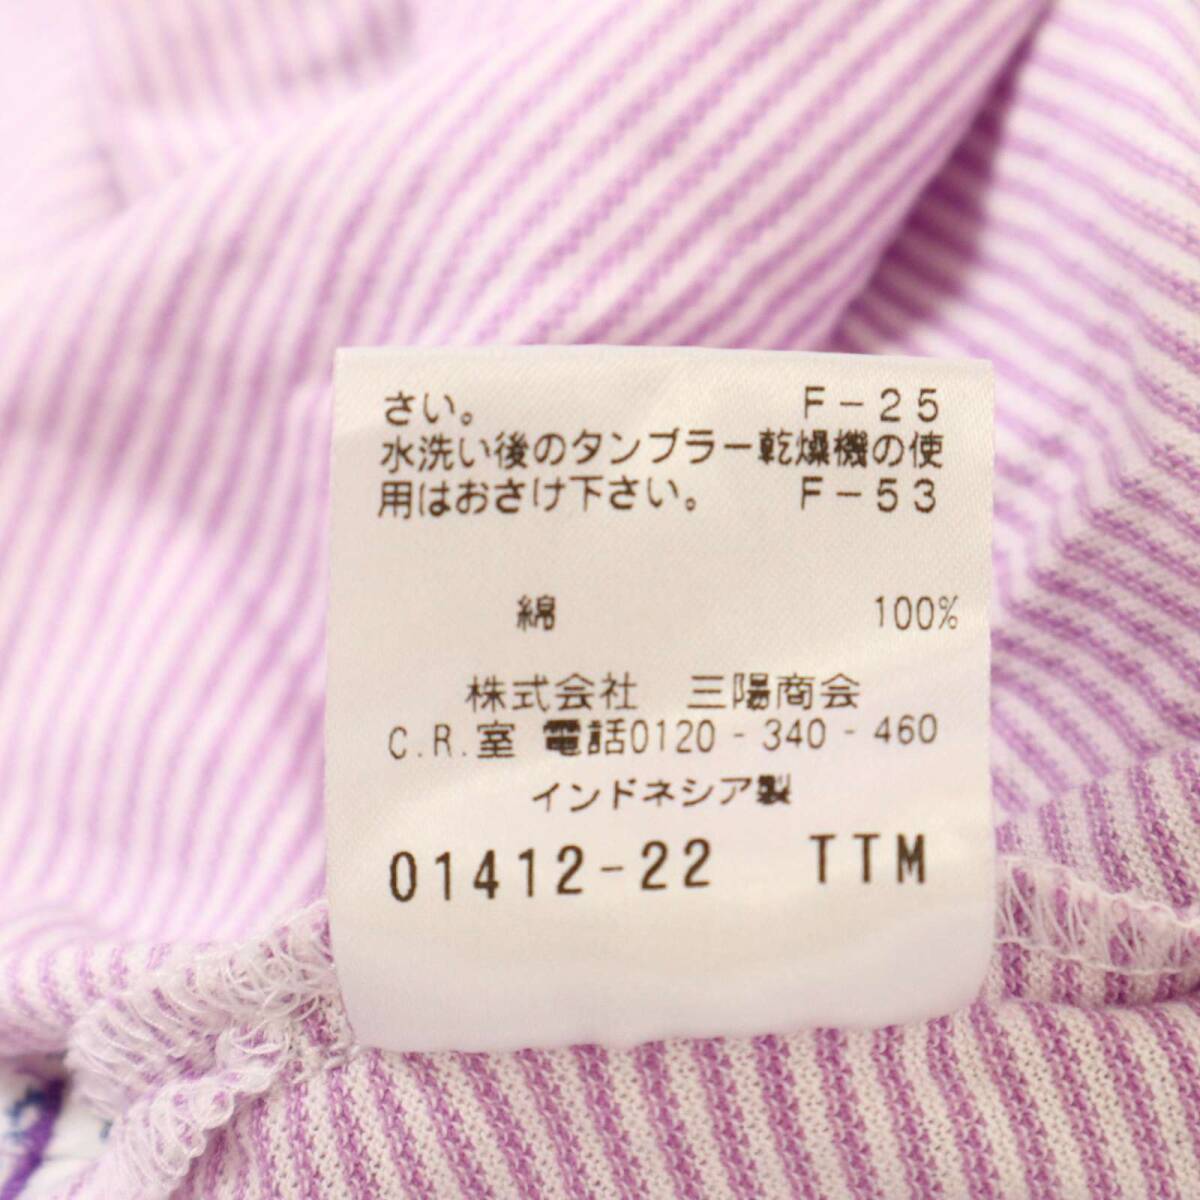 さい。 F-25
水洗い後のタンブラー乾燥機の使
用はおさけ下さい。 F-53
綿 100%
株式会社 三陽商会
C.R.室 電話0120-340-460
インドネシア製
01412-22 TTM